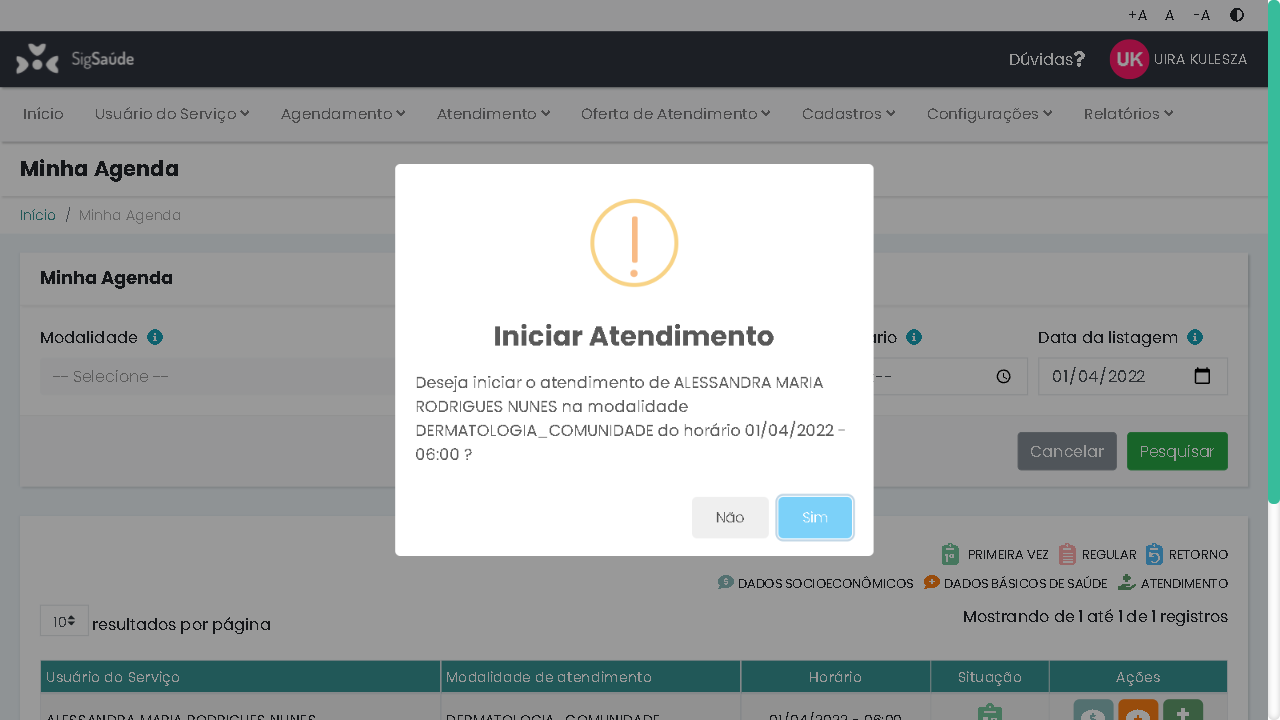 +A A -A
SigSaúde Dúvidas? UK UIRA KULESZA
Início Usuário do Serviço Agendamento Atendimento Oferta de Atendimento Cadastros Configurações Relatórios
Minha Agenda
Início / Minha Agenda
Minha Agenda
Modalidade Data da listagem
-- Selecione -- 01/04/2022
Cancelar Pesquisar
Iniciar Atendimento
Deseja iniciar o atendimento de ALESSANDRA MARIA
RODRIGUES NUNES na modalidade
DERMATOLOGIA_COMUNIDADE do horário 01/04/2022 -
06:00 ?
Não Sim
PRIMEIRA VEZ REGULAR RETORNO
DADOS SOCIOECONÔMICOS DADOS BÁSICOS DE SAÚDE ATENDIMENTO
10 resultados por página Mostrando de 1 até 1 de 1 registros
Usuário do Serviço Modalidade de atendimento Horário Situação Ações
ALESSANDRA MARIA RODRIGUES NUNES DERMATOLOGIA_COMUNIDADE 01/04/2022 - 06:00